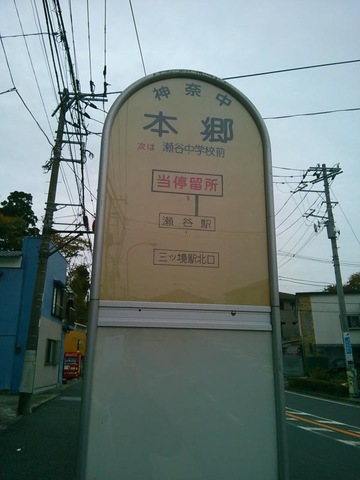 神奈中
本郷
次は 瀬谷中学校前
当停留所
瀬谷駅
三ツ境駅北口